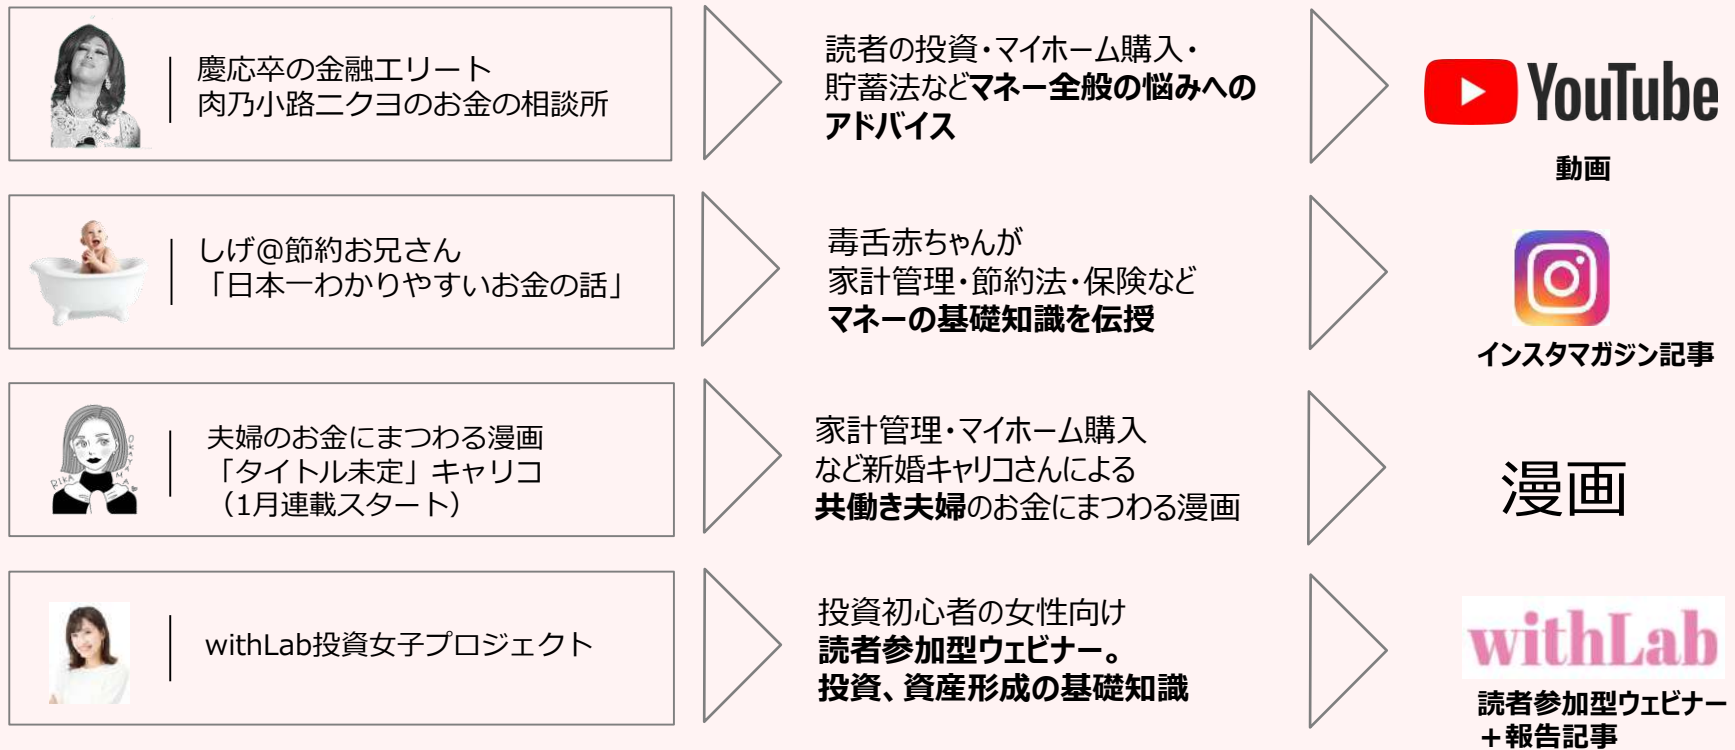 慶応卒の金融エリート
肉乃小路ニクヨのお金の相談所
読者の投資・マイホーム購入・
貯蓄法などマネー全般の悩みへの
アドバイス
YouTube
動画
しげ@節約お兄さん
「日本一わかりやすいお金の話」
毒舌赤ちゃんが
家計管理・節約法・保険など
マネーの基礎知識を伝授
インスタマガジン記事
RIKA
OKAYAMA
夫婦のお金にまつわる漫画
「タイトル未定」キャリコ
（1月連載スタート）
家計管理・マイホーム購入
など新婚キャリコさんによる
共働き夫婦のお金にまつわる漫画
漫画
withLab投資女子プロジェクト
投資初心者の女性向け
読者参加型ウェビナー。
投資、資産形成の基礎知識
withLab
読者参加型ウェビナー
＋報告記事